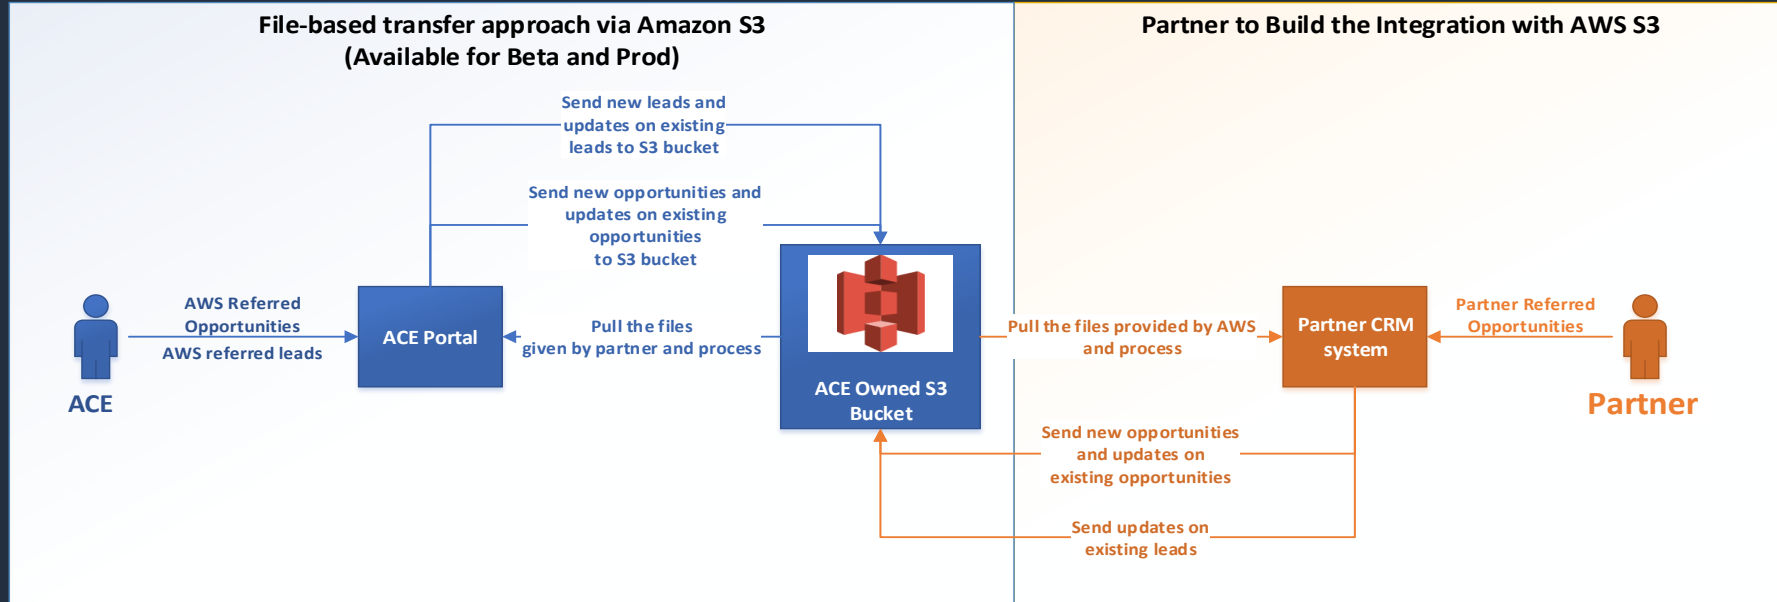 File-based transfer approach via Amazon S3
(Available for Beta and Prod)
Partner to Build the Integration with AWS S3
Send new leads and
updates on existing
leads to S3 bucket
Send new opportunities and
updates on existing
opportunities
to S3 bucket
AWS Referred
Opportunities
AWS referred leads
ACE
ACE Portal
Pull the files
given by partner and process
ACE Owned S3
Bucket
Pull the files provided by AWS
and process
Partner CRM
system
Partner Referred
Opportunities
Partner
Send new opportunities
and updates on
existing opportunities
Send updates on
existing leads